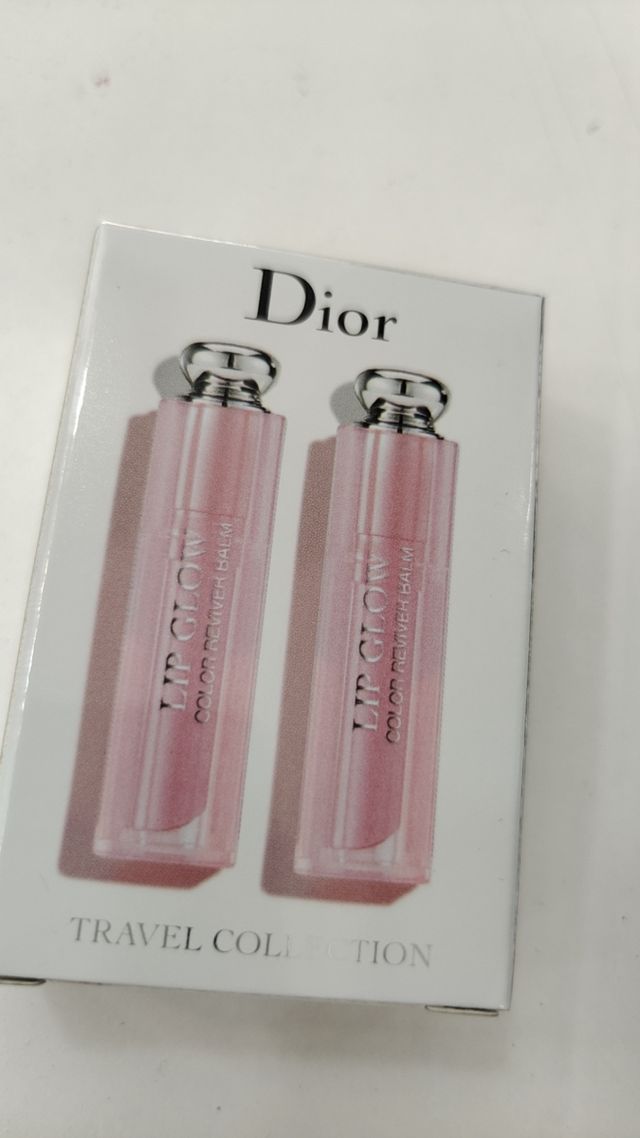 Dior
LIP GLOW
COLOR REVIVER BALM
LIP GLOW
COLOR REVIVER BALM
TRAVEL COLLECTION